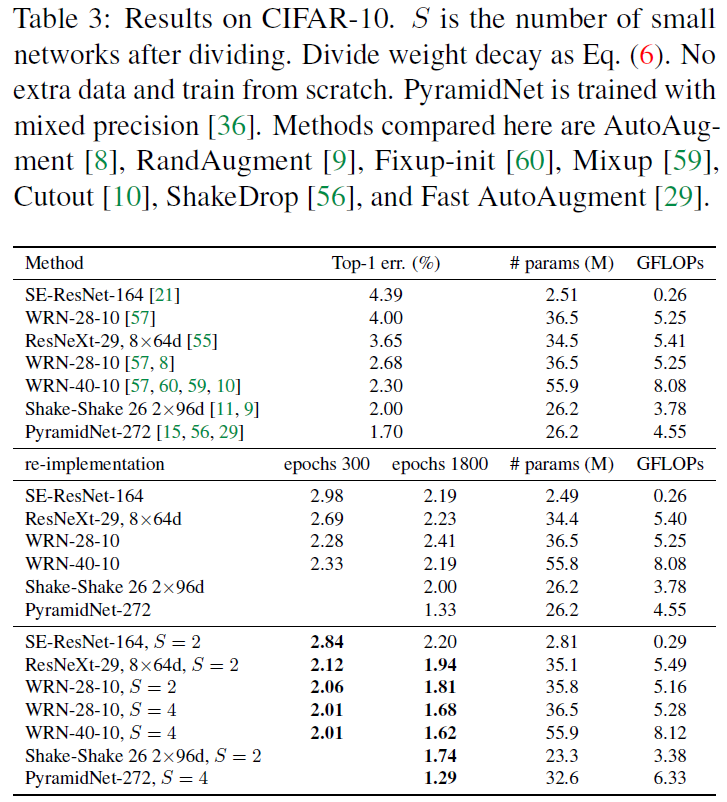 Table 3: Results on CIFAR-10. S is the number of small
networks after dividing. Divide weight decay as Eq. (6). No
extra data and train from scratch. PyramidNet is trained with
mixed precision [36]. Methods compared here are AutoAug-
ment [8], RandAugment [9], Fixup-init [60], Mixup [59],
Cutout [10], ShakeDrop [56], and Fast AutoAugment [29].
Method Top-1 err. (%) # params (M) GFLOPs
SE-ResNet-164 [21] 4.39 2.51 0.26
WRN-28-10 [57] 4.00 36.5 5.25
ResNeXt-29, 8×64d [55] 3.65 34.5 5.41
WRN-28-10 [57, 8] 2.68 36.5 5.25
WRN-40-10 [57, 60, 59, 10] 2.30 55.9 8.08
Shake-Shake 26 2×96d [11, 9] 2.00 26.2 3.78
PyramidNet-272 [15, 56, 29] 1.70 26.2 4.55
re-implementation epochs 300 epochs 1800 # params (M) GFLOPs
SE-ResNet-164 2.98 2.19 2.49 0.26
ResNeXt-29, 8×64d 2.69 2.23 34.4 5.40
WRN-28-10 2.28 2.41 36.5 5.25
WRN-40-10 2.33 2.19 55.8 8.08
Shake-Shake 26 2×96d 2.00 26.2 3.78
PyramidNet-272 1.33 26.2 4.55
SE-ResNet-164, S = 2 2.84 2.20 2.81 0.29
ResNeXt-29, 8×64d, S = 2 2.12 1.94 35.1 5.49
WRN-28-10, S = 2 2.06 1.81 35.8 5.16
WRN-28-10, S = 4 2.01 1.68 36.5 5.28
WRN-40-10, S = 4 2.01 1.62 55.9 8.12
Shake-Shake 26 2×96d, S = 2 1.74 23.3 3.38
PyramidNet-272, S = 4 1.29 32.6 6.33